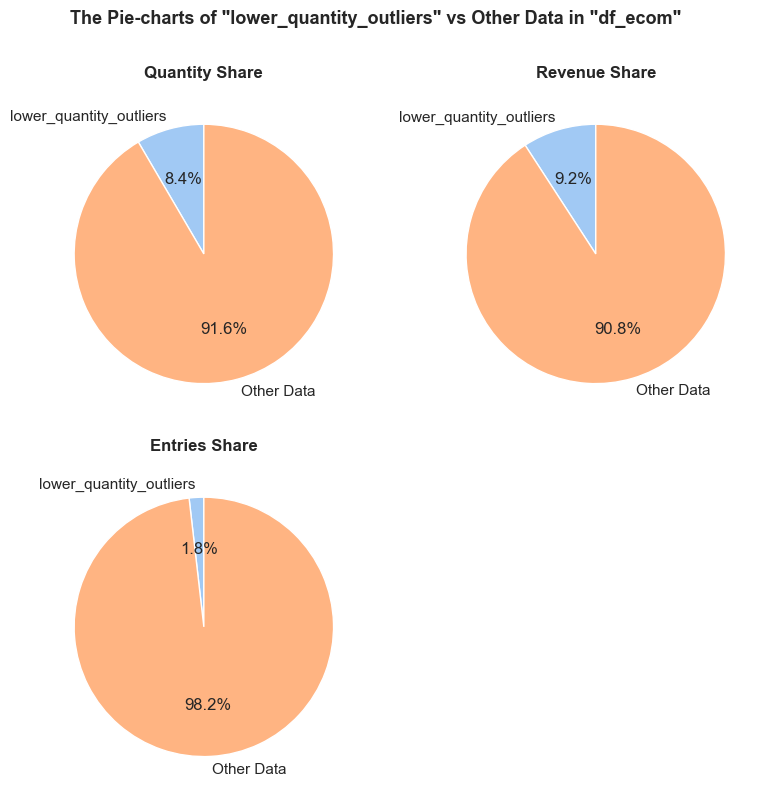 The Pie-charts of "lower_quantity_outliers" vs Other Data in "df_ecom"
Quantity Share
lower_quantity_outliers
8.4%
91.6%
Other Data
Revenue Share
lower_quantity_outliers
9.2%
90.8%
Other Data
Entries Share
lower_quantity_outliers
1.8%
98.2%
Other Data